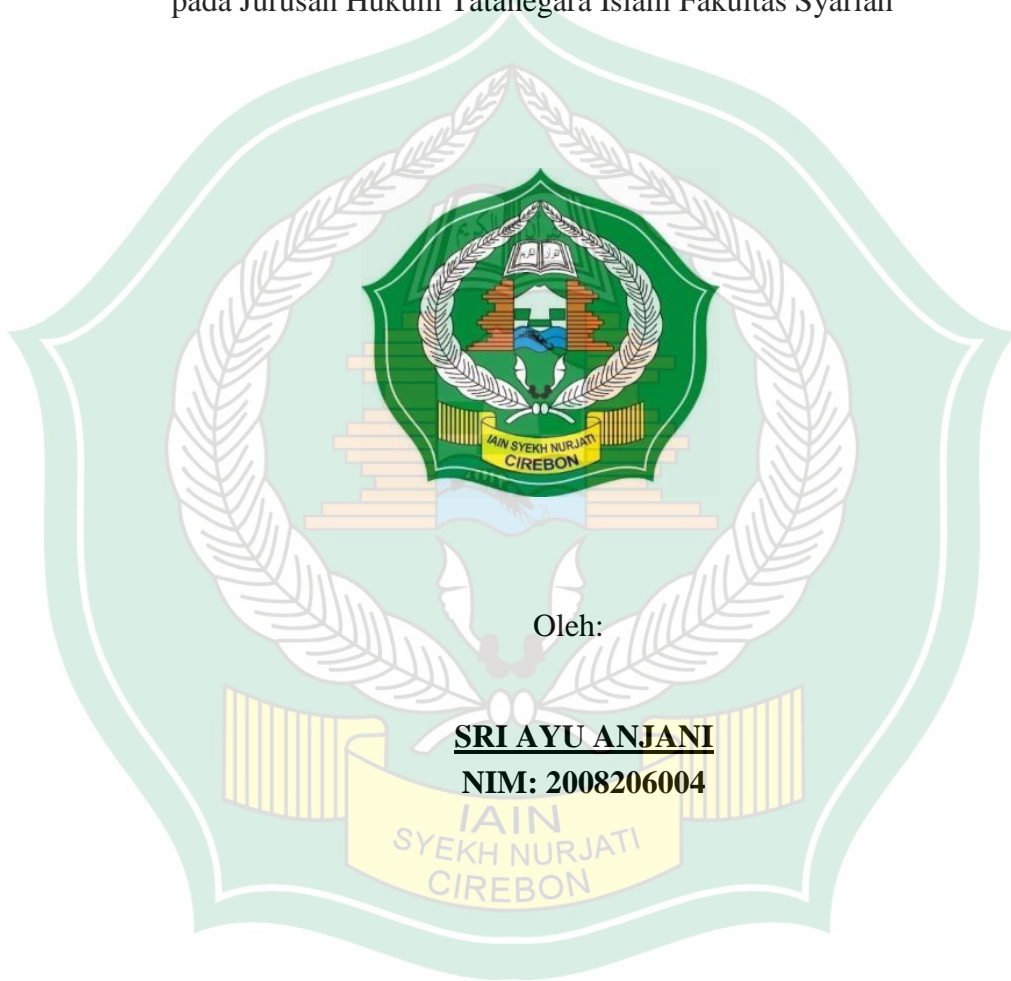 pada Jurusan Hukum Tatanegara Islam Fakultas Syariah
IAIN SYEKH NURJATI
CIREBON
Oleh:
SRI AYU ANJANI
NIM: 2008206004
IAIN
SYEKH NURJATI
CIREBON